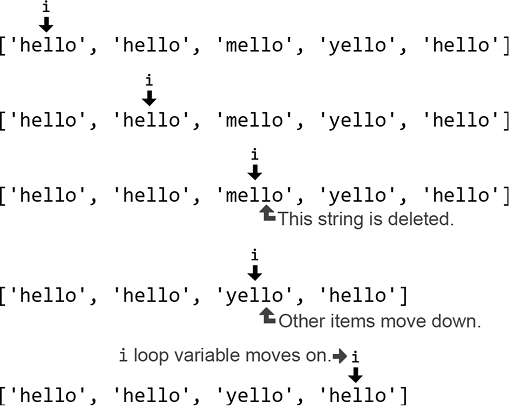 i
['hello', 'hello', 'mello', 'yello', 'hello']
i
['hello', 'hello', 'mello', 'yello', 'hello']
i
['hello', 'hello', 'mello', 'yello', 'hello']
This string is deleted.
i
['hello', 'hello', 'yello', 'hello']
Other items move down.
i loop variable moves on. i
['hello', 'hello', 'yello', 'hello']